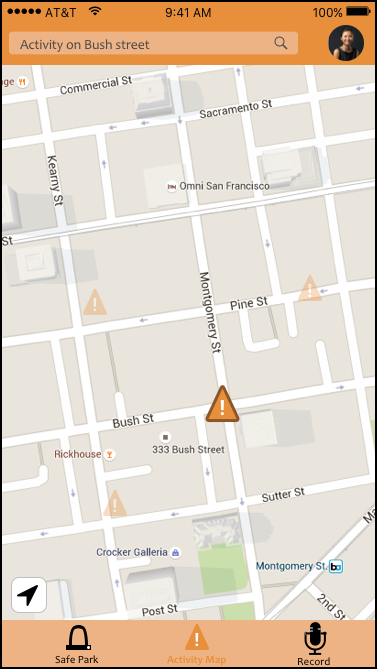 AT&T 9:41 AM 100%
Activity on Bush street
Commercial St
age
Sacramento St
Kearny St
Omni San Francisco
St
Montgomery St
Pine St
Bush St
333 Bush Street
Rickhouse
Sutter St
Crocker Galleria
Montgomery St.
Ma
Post St
2nd St
Safe Park
Activity Map
Record